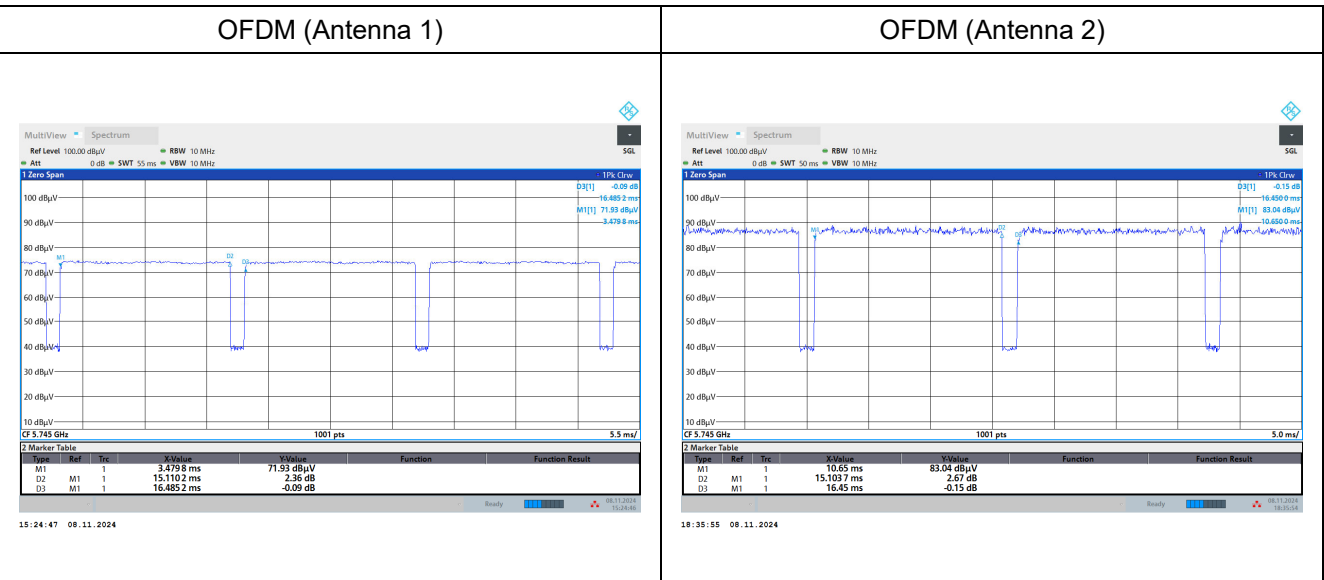 OFDM (Antenna 1)
OFDM (Antenna 2)
MultiView Spectrum
Ref Level 100.00 dBµV RBW 10 MHz SGL
Att 0 dB SWT 55 ms VBW 10 MHz
1 Zero Span 1Pk Clrw
D3[1] -0.09 dB
16.485 2 ms
M1[1] 71.93 dBµV
3.479 8 ms
100 dBµV
90 dBµV
80 dBµV
M1 D2 D3
70 dBµV
60 dBµV
50 dBµV
40 dBµV
30 dBµV
20 dBµV
10 dBµV
CF 5.745 GHz 1001 pts 5.5 ms/
2 Marker Table
Type Ref Trc X-Value Y-Value Function Function Result
M1 1 3.479 8 ms 71.93 dBµV
D2 M1 1 15.110 2 ms 2.36 dB
D3 M1 1 16.485 2 ms -0.09 dB
Ready 08.11.2024
15:24:46
15:24:47 08.11.2024
MultiView Spectrum
Ref Level 100.00 dBµV RBW 10 MHz SGL
Att 0 dB SWT 50 ms VBW 10 MHz
1 Zero Span 1Pk Clrw
D3[1] -0.15 dB
16.450 0 ms
M1[1] 83.04 dBµV
10.650 0 ms
100 dBµV
90 dBµV
M1 D2 D3
80 dBµV
70 dBµV
60 dBµV
50 dBµV
40 dBµV
30 dBµV
20 dBµV
10 dBµV
CF 5.745 GHz 1001 pts 5.0 ms/
2 Marker Table
Type Ref Trc X-Value Y-Value Function Function Result
M1 1 10.65 ms 83.04 dBµV
D2 M1 1 15.103 7 ms 2.67 dB
D3 M1 1 16.45 ms -0.15 dB
Ready 08.11.2024
18:35:54
18:35:55 08.11.2024